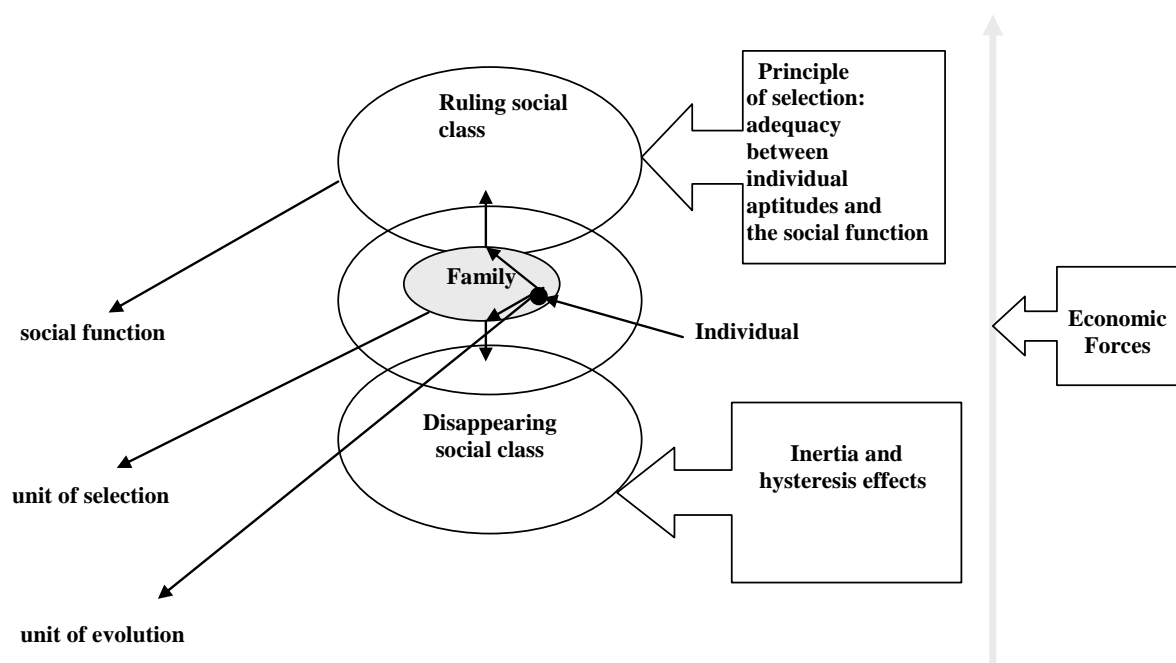 Ruling social
class
Principle
of selection:
adequacy
between
individual
aptitudes and
the social function
Family
social function
Individual
Economic
Forces
Disappearing
social class
Inertia and
hysteresis effects
unit of selection
unit of evolution